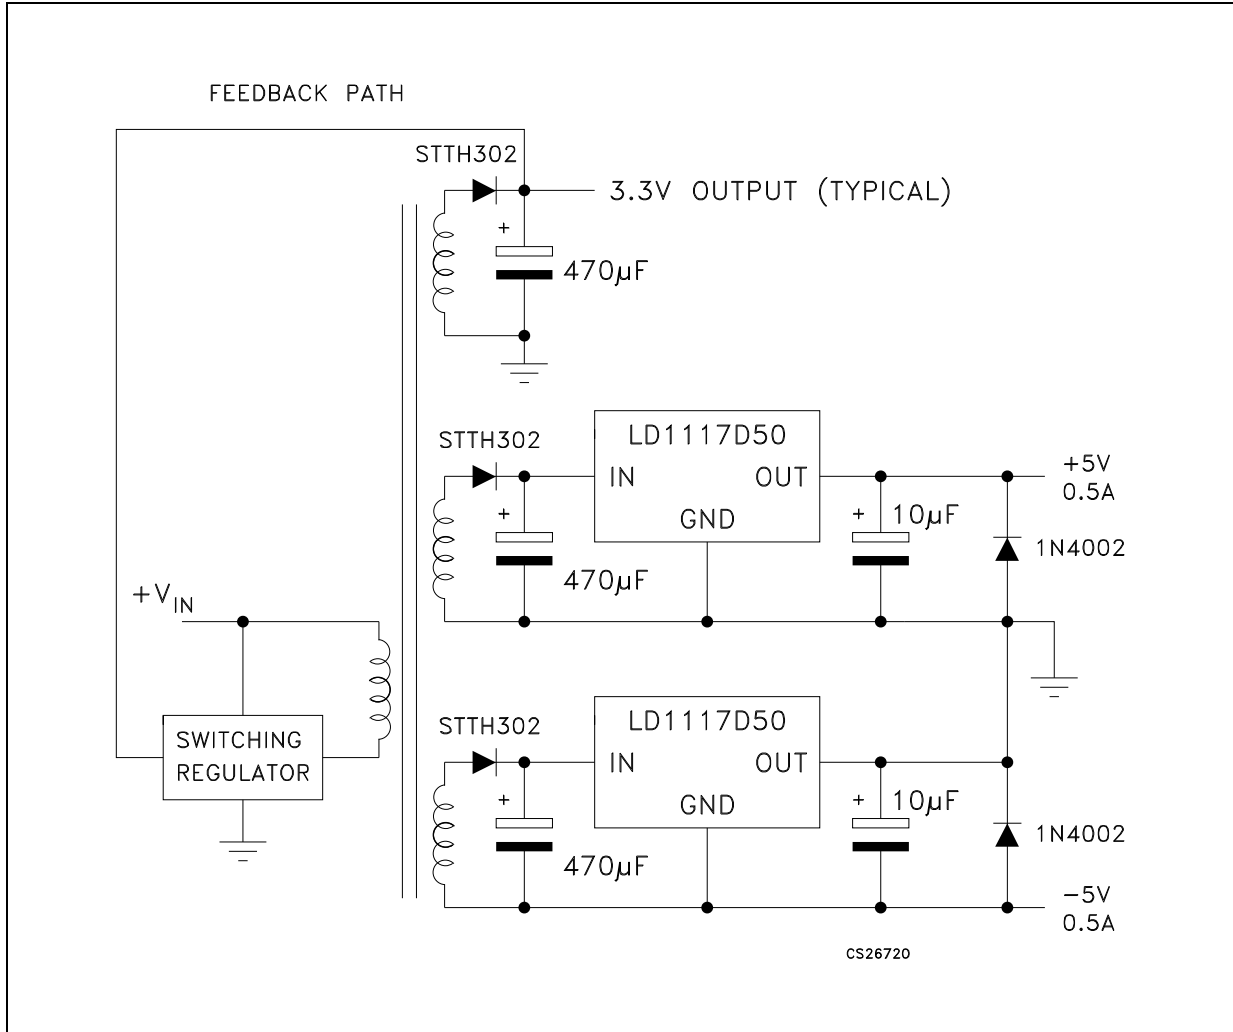 FEEDBACK PATH
STTH302
3.3V OUTPUT (TYPICAL)
+
470µF
STTH302
LD1117D50
IN
OUT
GND
+
470µF
+
10µF
+5V
0.5A
1N4002
+VIN
SWITCHING
REGULATOR
STTH302
LD1117D50
IN
OUT
GND
+
470µF
+
10µF
1N4002
-5V
0.5A
CS26720